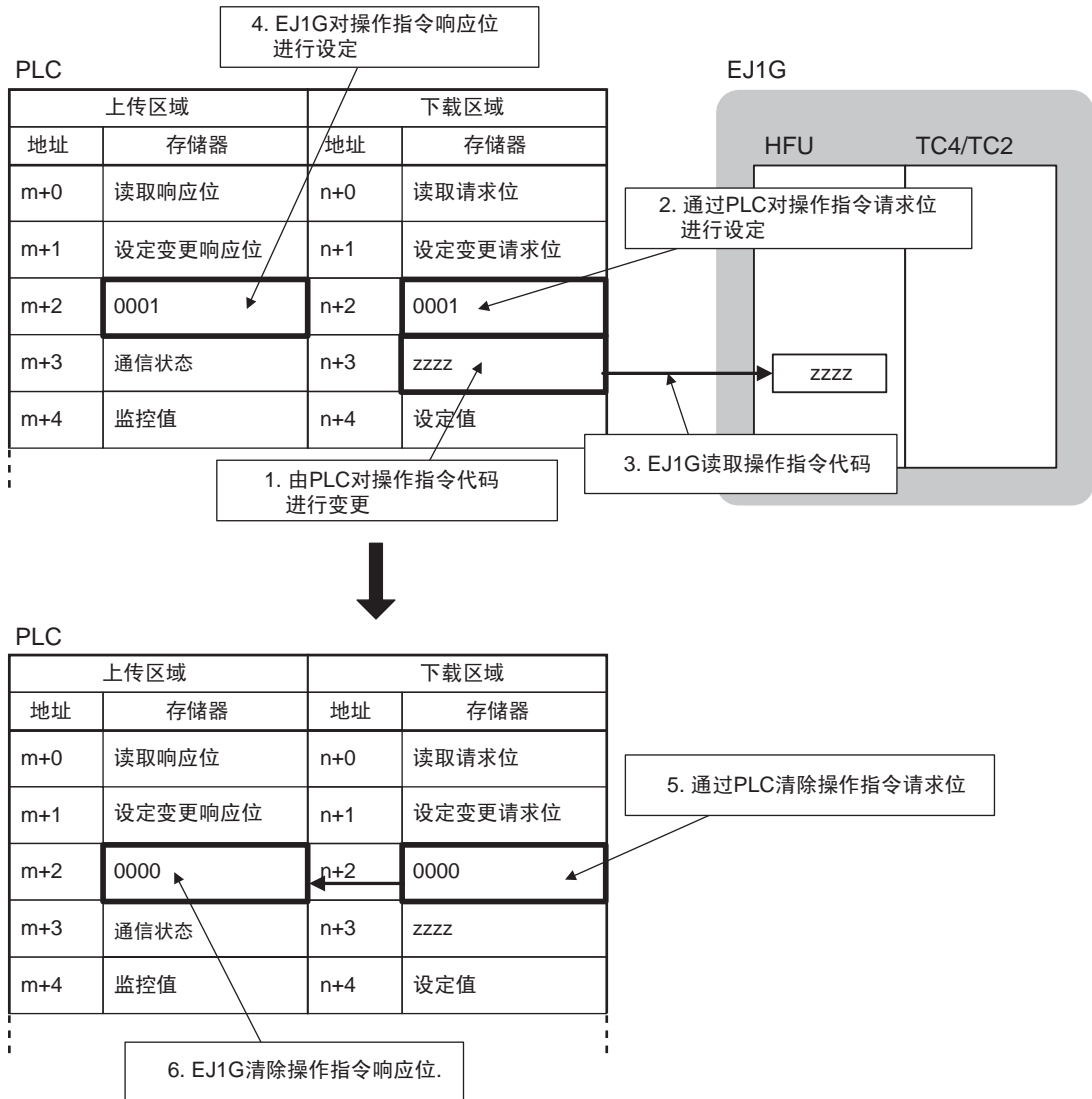 4. EJ1G对操作指令响应位
进行设定
PLC
EJ1G
上传区域 下载区域
地址 存储器 地址 存储器
HFU TC4/TC2
m+0 读取响应位 n+0 读取请求位
2. 通过PLC对操作指令请求位
进行设定
m+1 设定变更响应位 n+1 设定变更请求位
m+2 0001 n+2 0001
m+3 通信状态 n+3 zzzz
zzzz
m+4 监控值 n+4 设定值
3. EJ1G读取操作指令代码
1. 由PLC对操作指令代码
进行变更
PLC
上传区域 下载区域
地址 存储器 地址 存储器
m+0 读取响应位 n+0 读取请求位
5. 通过PLC清除操作指令请求位
m+1 设定变更响应位 n+1 设定变更请求位
m+2 0000 n+2 0000
m+3 通信状态 n+3 zzzz
m+4 监控值 n+4 设定值
6. EJ1G清除操作指令响应位.